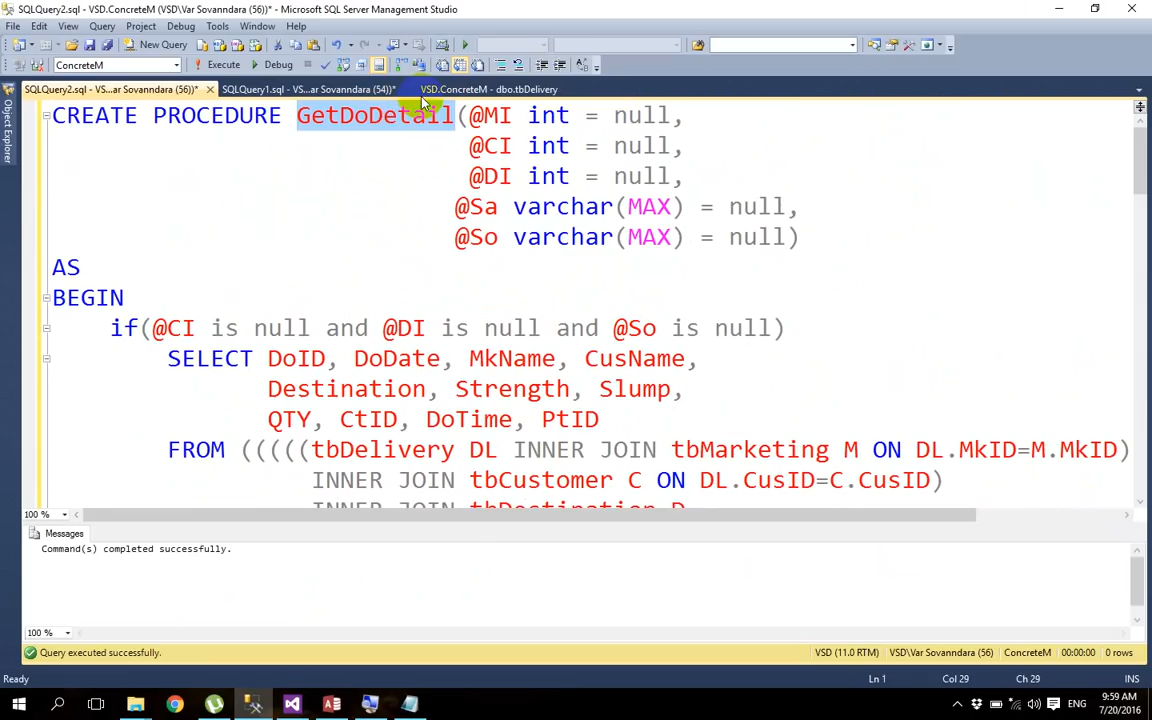 SQLQuery2.sql - VSD.ConcreteM (VSD\Var Sovanndara (56))* - Microsoft SQL Server Management Studio
File Edit View Query Project Debug Tools Window Help
New Query
ConcreteM Execute Debug
SQLQuery2.sql - VS...ar Sovanndara (56))* SQLQuery1.sql - VS...ar Sovanndara (54))* VSD.ConcreteM - dbo.tbDelivery
Object Explorer
CREATE PROCEDURE GetDoDetail(@MI int = null,
@CI int = null,
@DI int = null,
@Sa varchar(MAX) = null,
@So varchar(MAX) = null)
AS
BEGIN
if(@CI is null and @DI is null and @So is null)
SELECT DoID, DoDate, MkName, CusName,
Destination, Strength, Slump,
QTY, CtID, DoTime, PtID
FROM (((((tbDelivery DL INNER JOIN tbMarketing M ON DL.MkID=M.MkID)
INNER JOIN tbCustomer C ON DL.CusID=C.CusID)
INNER JOIN tbDestination D
100 %
Messages
Command(s) completed successfully.
100 %
Query executed successfully. VSD (11.0 RTM) VSD\Var Sovanndara (56) ConcreteM 00:00:00 0 rows
Ready Ln 1 Col 29 Ch 29 INS
ENG
9:59 AM
7/20/2016